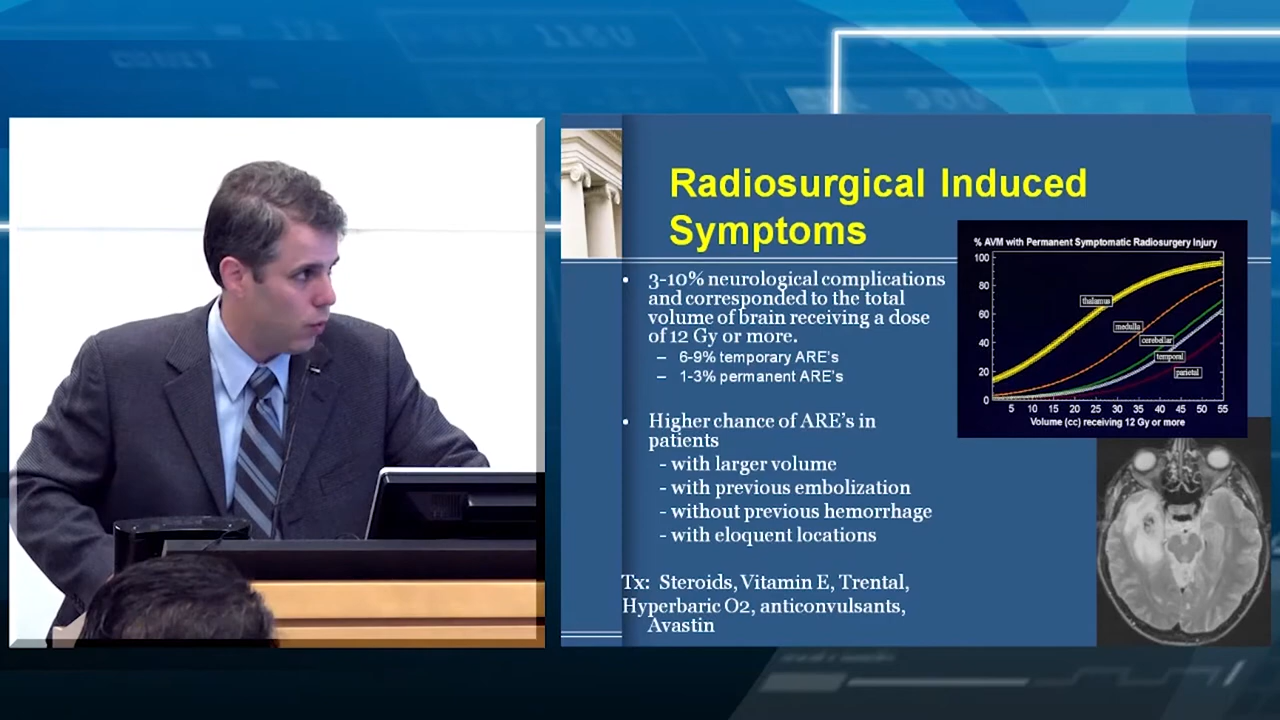 Radiosurgical Induced
Symptoms
• 3-10% neurological complications
and corresponded to the total
volume of brain receiving a dose
of 12 Gy or more.
– 6-9% temporary ARE's
– 1-3% permanent ARE's
• Higher chance of ARE's in
patients
- with larger volume
- with previous embolization
- without previous hemorrhage
- with eloquent locations
Tx: Steroids, Vitamin E, Trental,
Hyperbaric O2, anticonvulsants,
Avastin
% AVM with Permanent Symptomatic Radiosurgery Injury
100
80
60
40
20
0
thalamus
medulla
cerebellar
temporal
parietal
5 10 15 20 25 30 35 40 45 50 55
Volume (cc) receiving 12 Gy or more